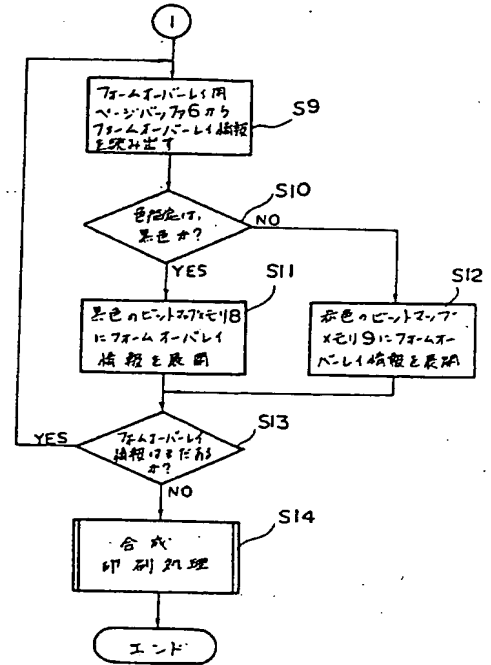 1
フォームオーバーレイ用
ページバッファ6から
フォームオーバーレイ情報
を読み出す
S9
色指定は、
黒色か?
S10
NO
YES
S11
黒色のビットマップメモリ8
にフォームオーバレイ
情報を展開
S12
赤色のビットマップ
メモリ9にフォームオー
バーレイ情報を展開
YES
フォームオーバーレイ
情報はまだある
か?
S13
NO
合成
印刷処理
S14
エンド